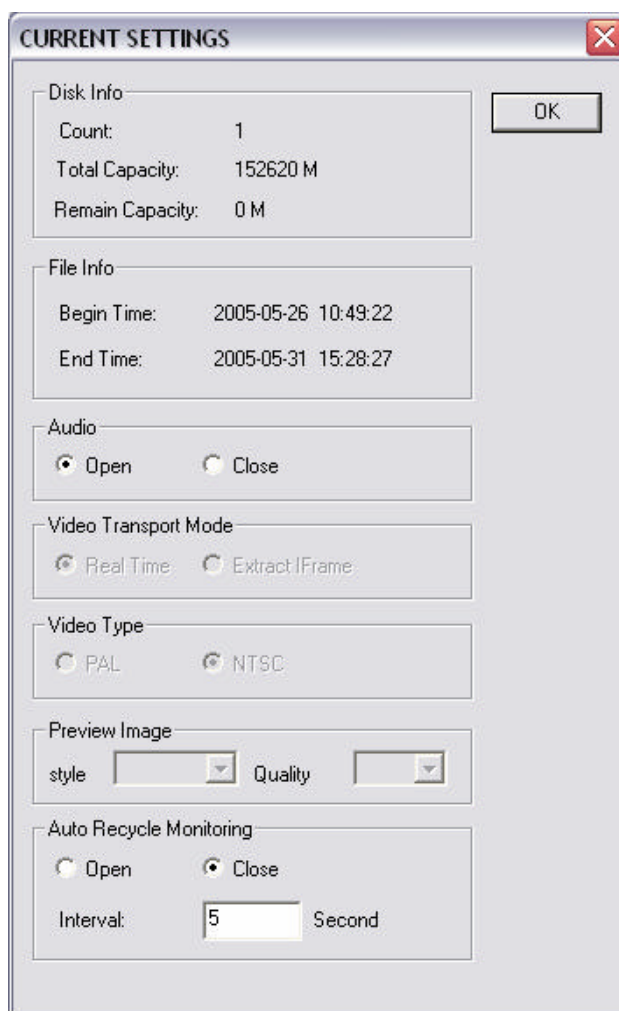 CURRENT SETTINGS
Disk Info
OK
Count: 1
Total Capacity: 152620 M
Remain Capacity: 0 M
File Info
Begin Time: 2005-05-26 10:49:22
End Time: 2005-05-31 15:28:27
Audio
Open Close
Video Transport Mode
Real Time Extract IFrame
Video Type
PAL NTSC
Preview Image
style Quality
Auto Recycle Monitoring
Open Close
Interval: 5 Second